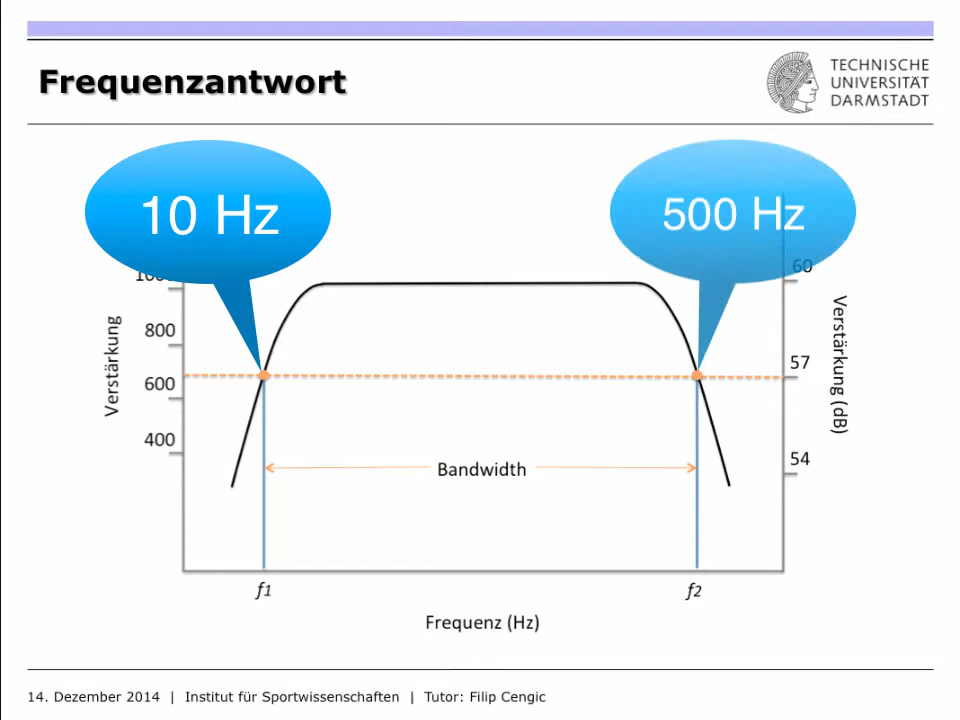 Frequenzantwort
TECHNISCHE
UNIVERSITÄT
DARMSTADT
10 Hz
500 Hz
60
800
600
400
Verstärkung
57
54
Verstärkung (dB)
Bandwidth
f1
f2
Frequenz (Hz)
14. Dezember 2014 | Institut für Sportwissenschaften | Tutor: Filip Cengic